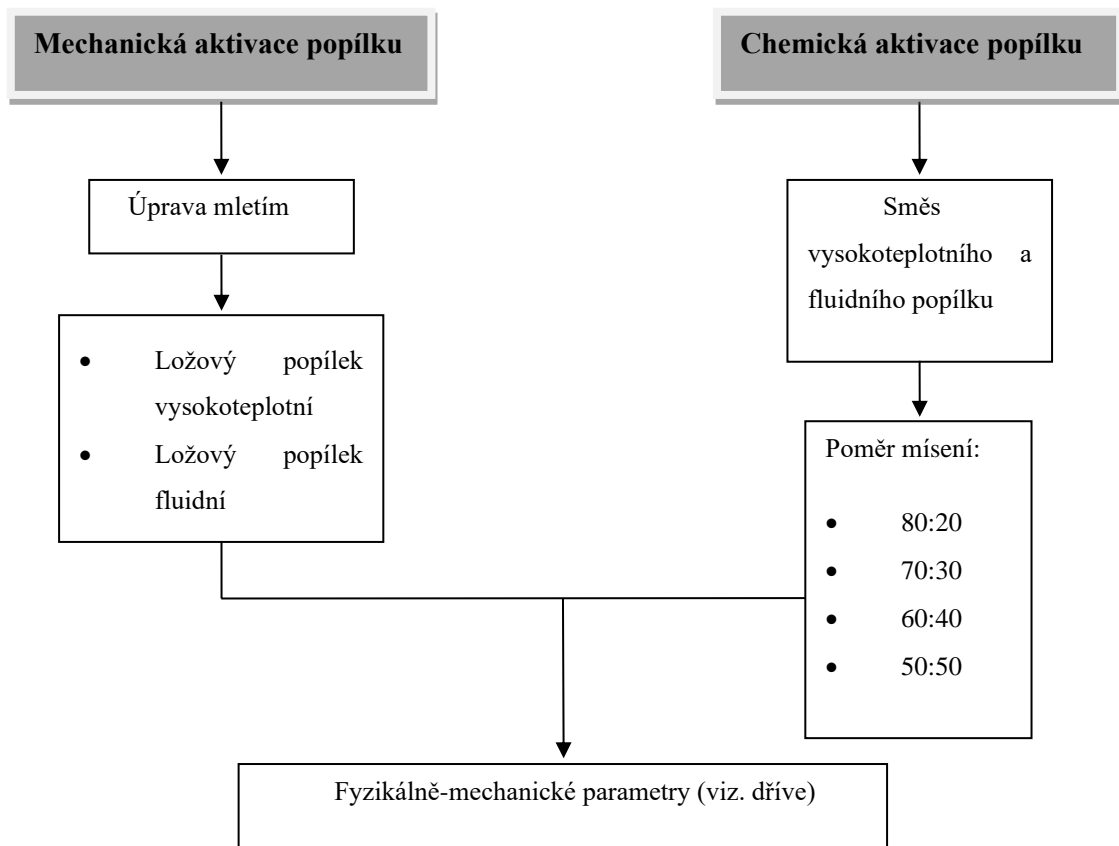 Mechanická aktivace popílku
Úprava mletím
• Ložový popílek
vysokoteplotní
• Ložový popílek
fluidní
Chemická aktivace popílku
Směs
vysokoteplotního a
fluidního popílku
Poměr mísení:
• 80:20
• 70:30
• 60:40
• 50:50
Fyzikálně-mechanické parametry (viz. dříve)